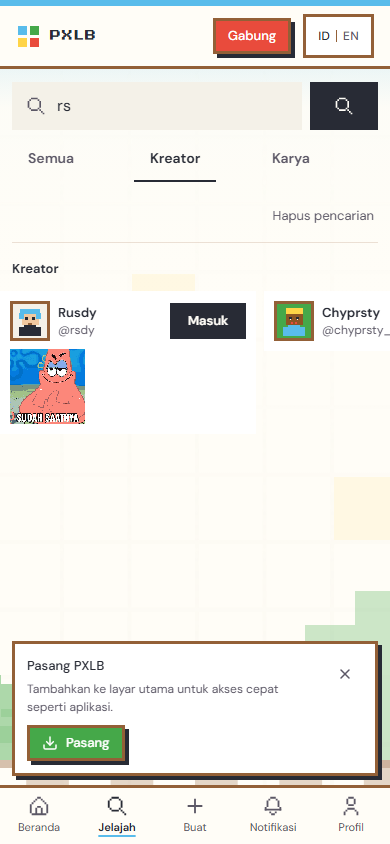 PXLB
Gabung
ID | EN
rs
Semua
Kreator
Karya
Hapus pencarian
Kreator
Rusdy
@rsdy
Masuk
Chyprsty
@chyprsty_
SUDAH SAATNYA
Pasang PXLB
Tambahkan ke layar utama untuk akses cepat
seperti aplikasi.
Pasang
Beranda
Jelajah
Buat
Notifikasi
Profil